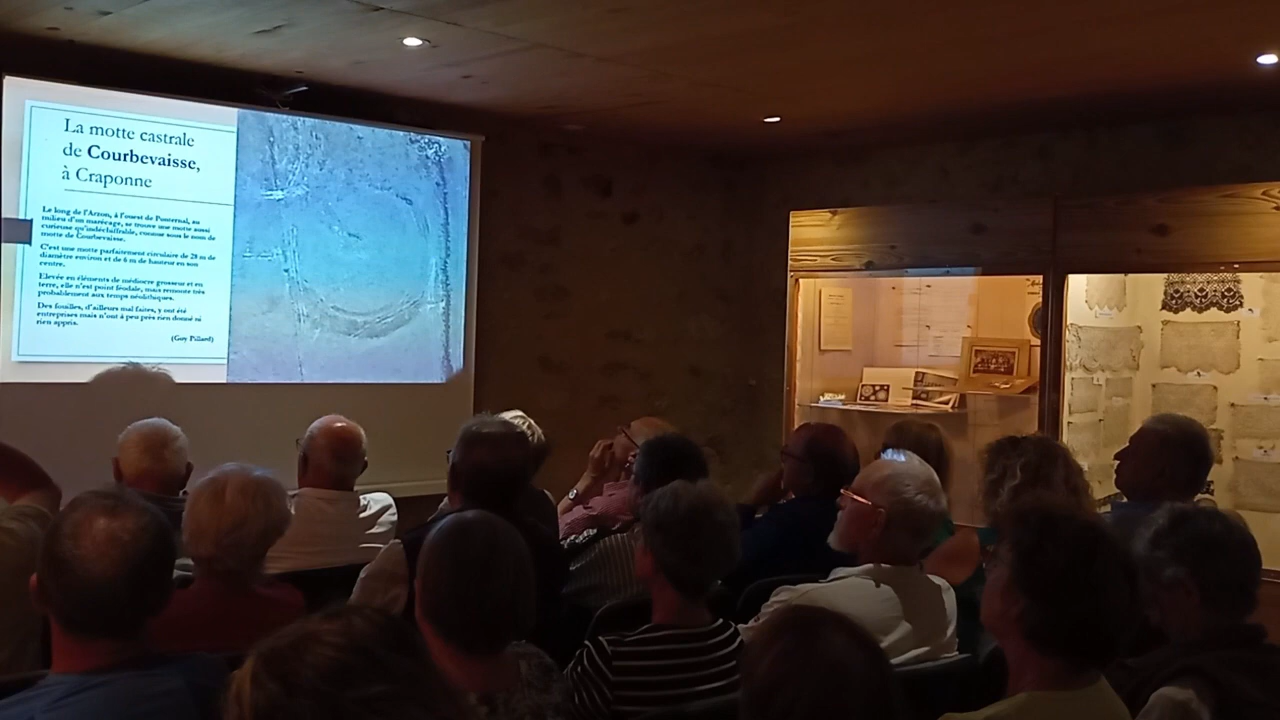 La motte castrale
de Courbevaisse,
à Craponne
Le long de l'Arzon, à l'ouest de Ponternal, au
milieu d'un marécage, se trouve une motte aussi
curieuse qu'indéchiffrable, connue sous le nom de
motte de Courbevaisse.
C'est une motte parfaitement circulaire de 28 m de
diamètre environ et de 6 m de hauteur en son
centre.
Elevée en éléments de médiocre grosseur et en
terre, elle n'est point féodale, mais remonte très
probablement aux temps néolithiques.
Des fouilles, d'ailleurs mal faites, y ont été
entreprises mais n'ont à peu près rien donné ni
rien appris.
(Guy Pillard)